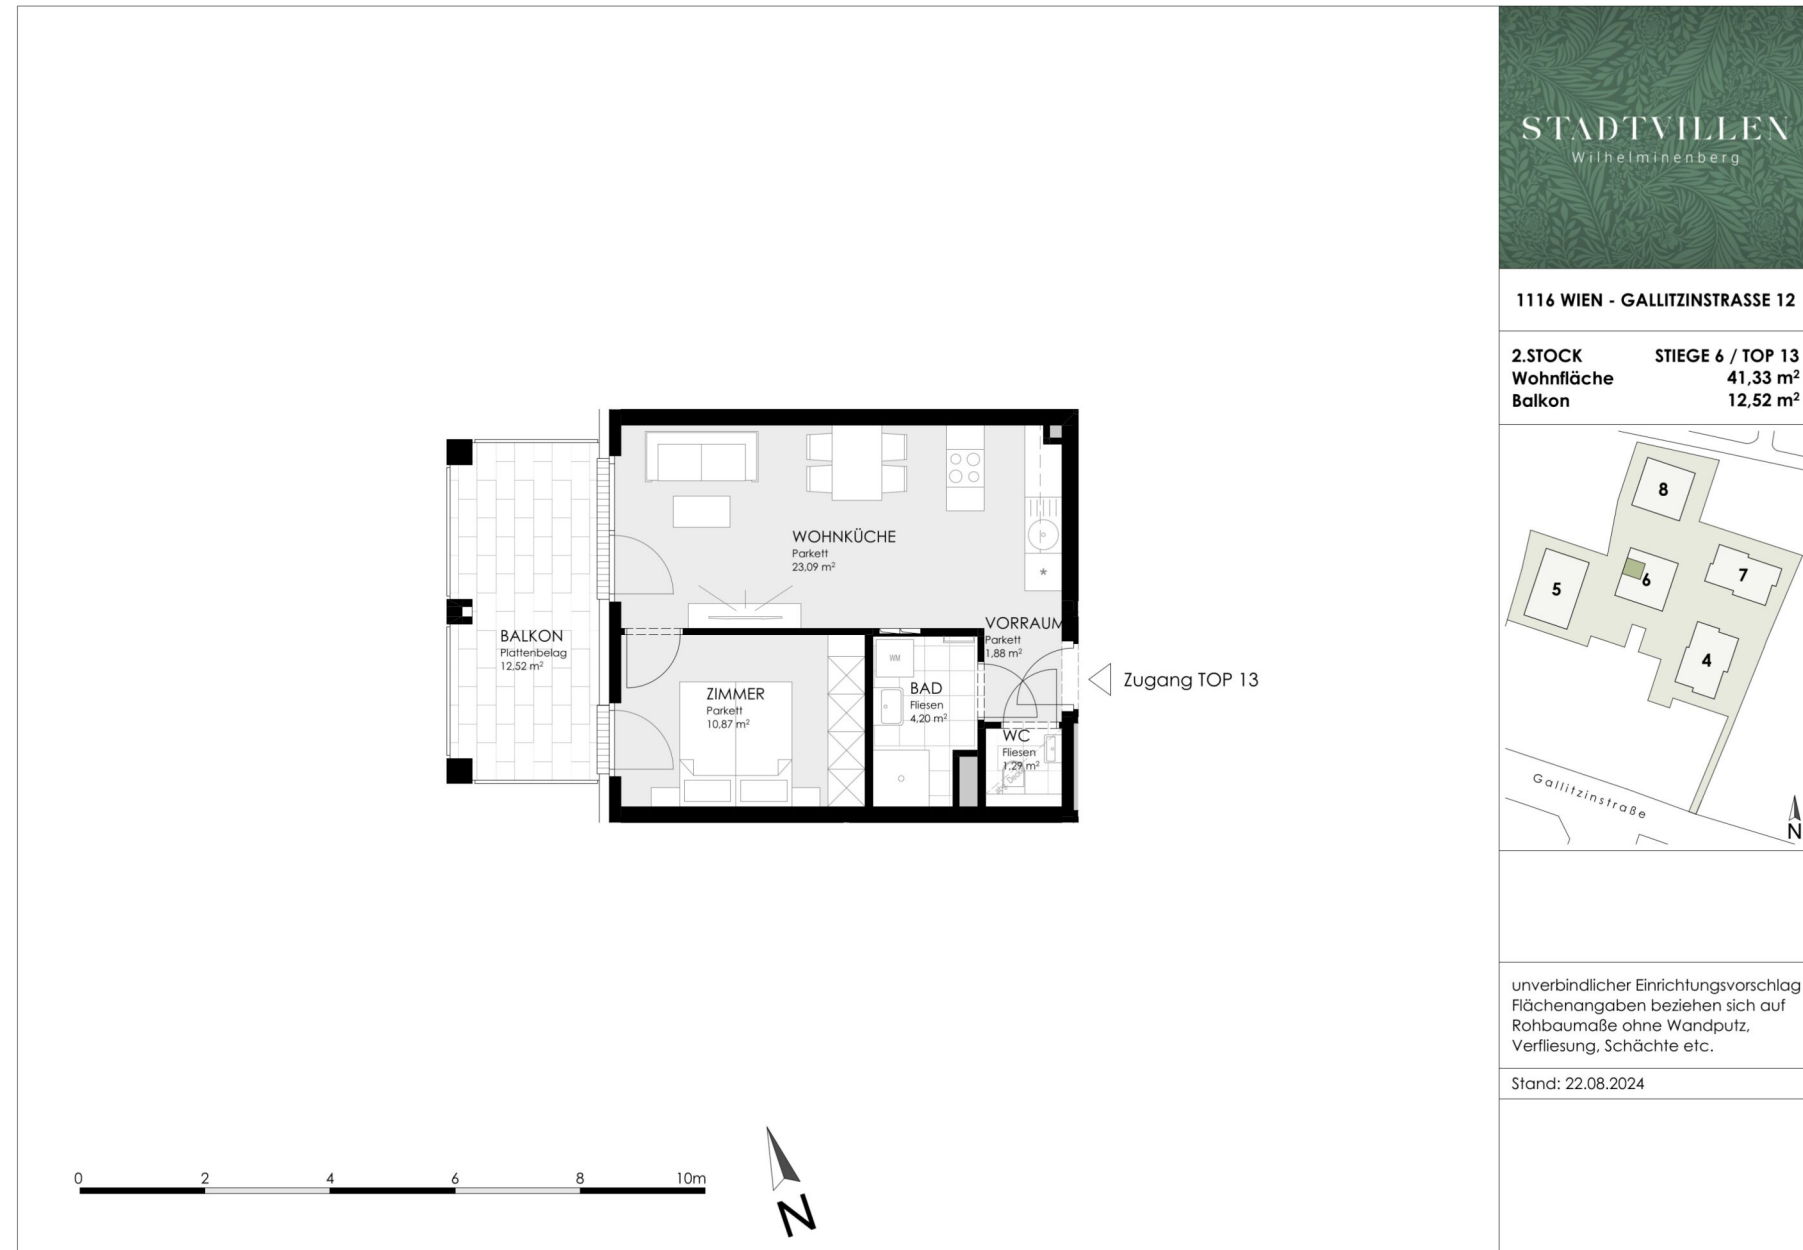 STADTVILLEN
Wilhelminenberg
1116 WIEN - GALLITZINSTRASSE 12
2.STOCK STIEGE 6 / TOP 13
Wohnfläche 41,33 m²
Balkon 12,52 m²
8
5
6
7
4
Gallitzinstraße
N
unverbindlicher Einrichtungsvorschlag
Flächenangaben beziehen sich auf
Rohbaumaße ohne Wandputz,
Verfliesung, Schächte etc.
Stand: 22.08.2024
WOHNKÜCHE
Parkett
23,09 m²
*
BALKON
Plattenbelag
12,52 m²
VORRAUM
Parkett
1,88 m²
Zugang TOP 13
ZIMMER
Parkett
10,87 m²
WM
BAD
Fliesen
4,20 m²
WC
Fliesen
1,29 m²
0 2 4 6 8 10m
N